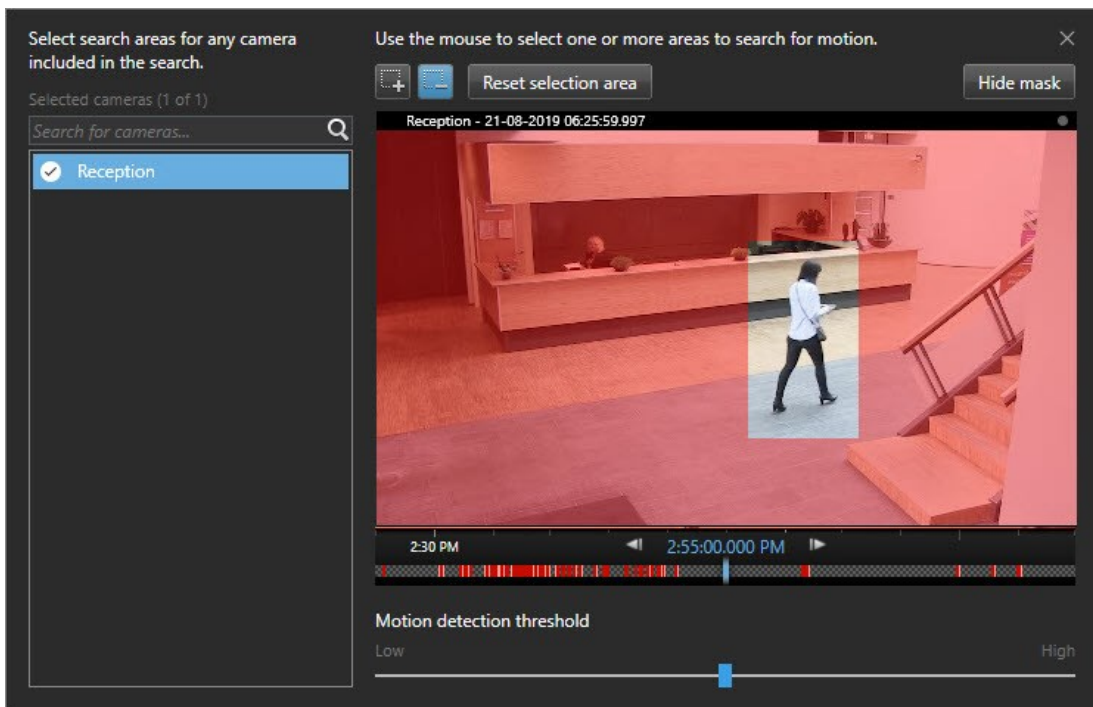 Select search areas for any camera
included in the search.
Selected cameras (1 of 1)
Search for cameras...
Reception
Use the mouse to select one or more areas to search for motion.
Reset selection area
Hide mask
Reception - 21-08-2019 06:25:59.997
2:30 PM
2:55:00.000 PM
Motion detection threshold
Low
High